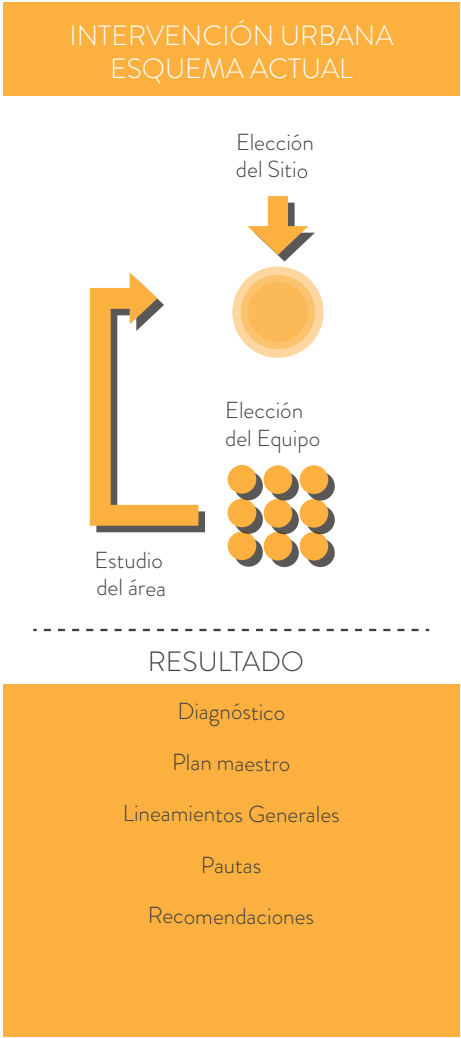 INTERVENCIÓN URBANA
ESQUEMA ACTUAL
Elección
del Sitio
Elección
del Equipo
Estudio
del área
RESULTADO
Diagnóstico
Plan maestro
Lineamientos Generales
Pautas
Recomendaciones